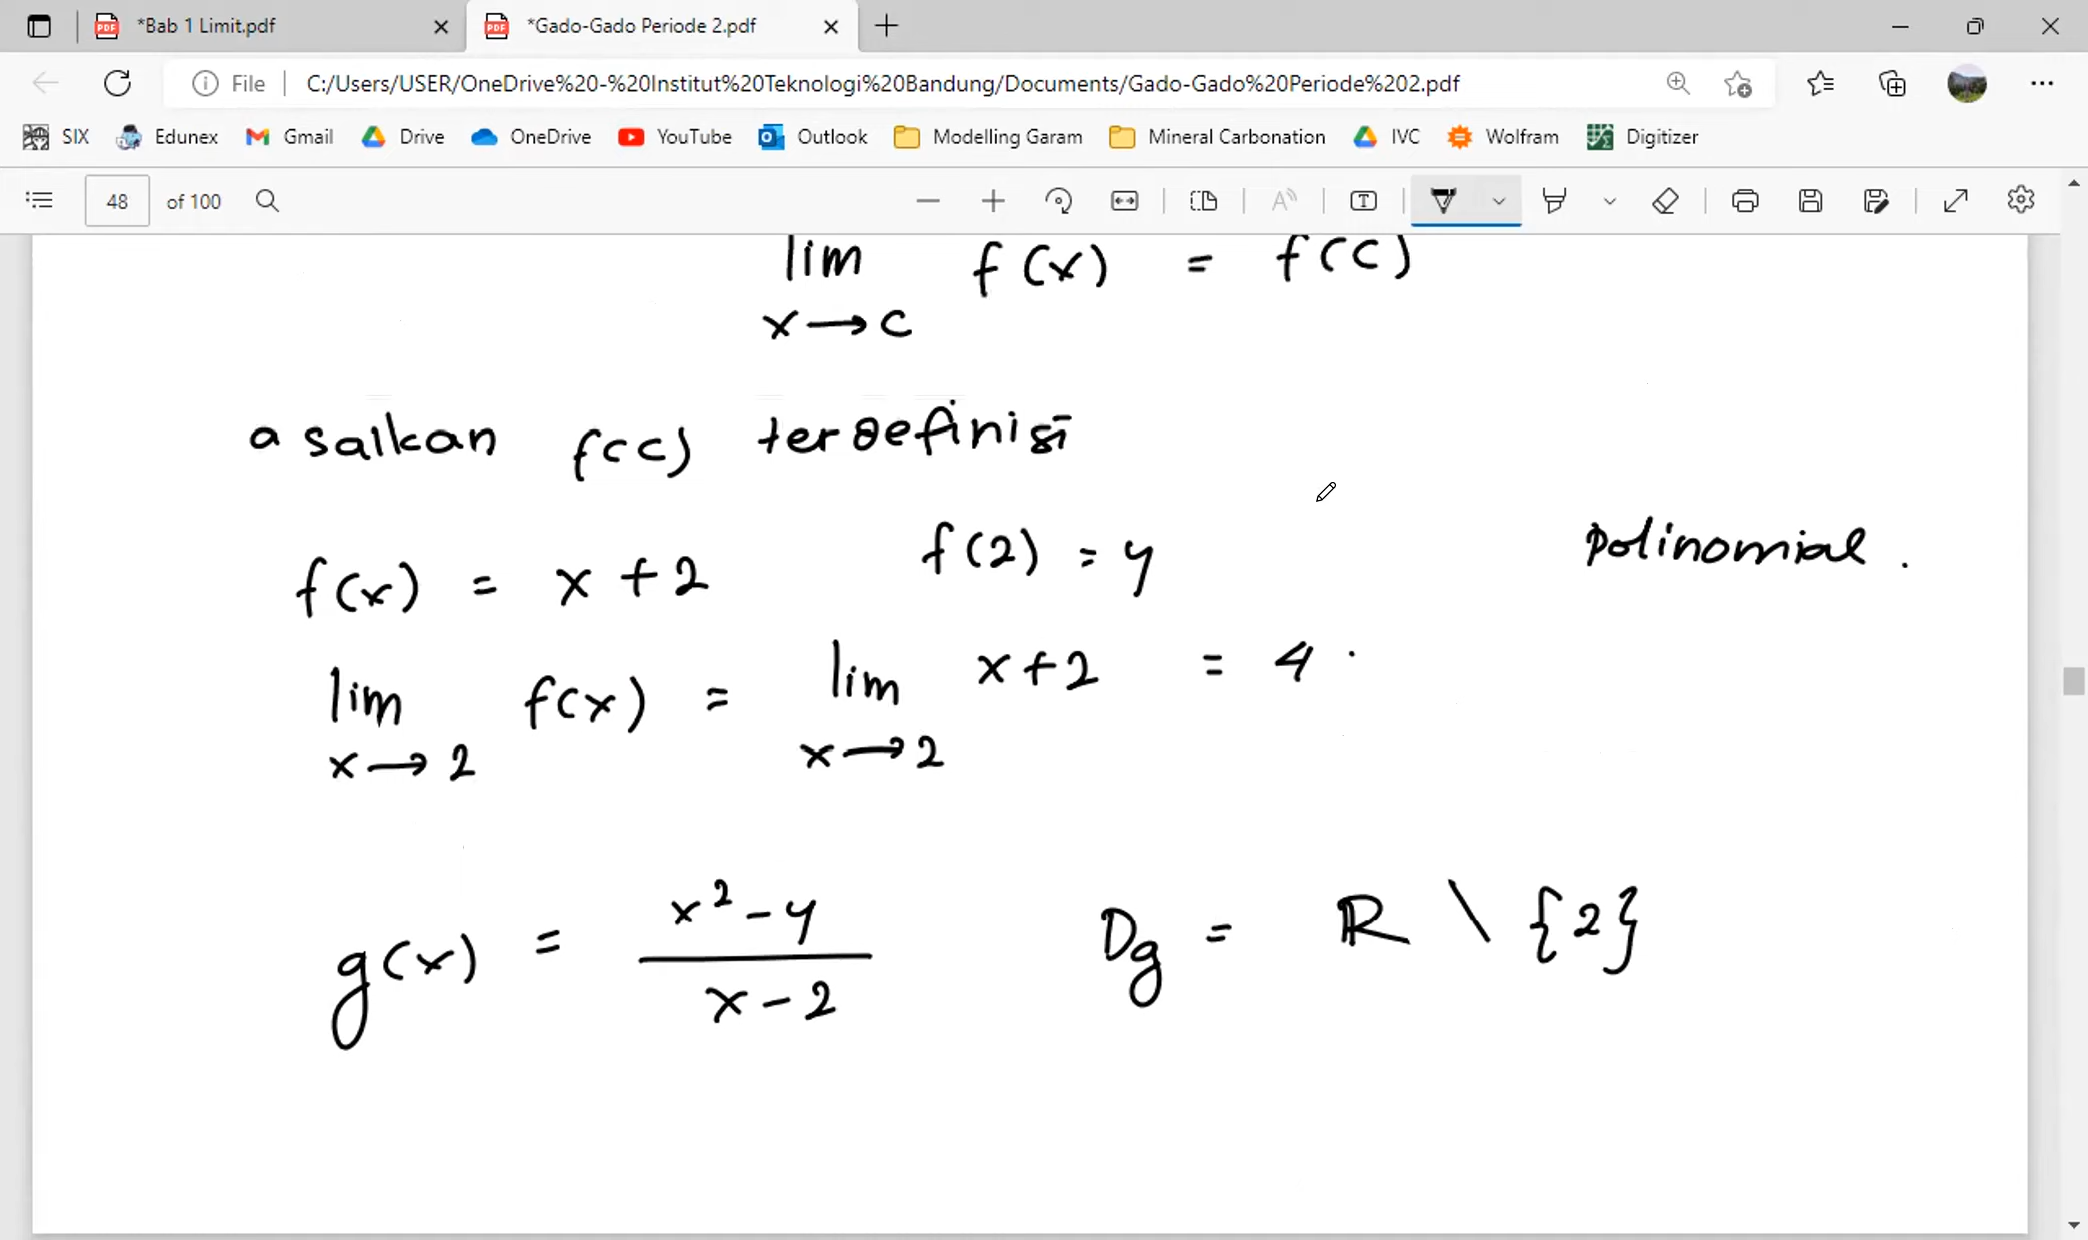 *Bab 1 Limit.pdf
*Gado-Gado Periode 2.pdf
File
C:/Users/USER/OneDrive%20-%20Institut%20Teknologi%20Bandung/Documents/Gado-Gado%20Periode%202.pdf
SIX Edunex Gmail Drive OneDrive YouTube Outlook Modelling Garam Mineral Carbonation IVC Wolfram Digitizer
48 of 100
lim f(x) = f(c)
x→c
asalkan f(c) terdefinisi
f(x) = x + 2 f(2) = 4 polinomial.
lim f(x) = lim x+2 = 4.
x→2 x→2
x² - 4
g(x) = Dg = ℝ \ {2}
x - 2